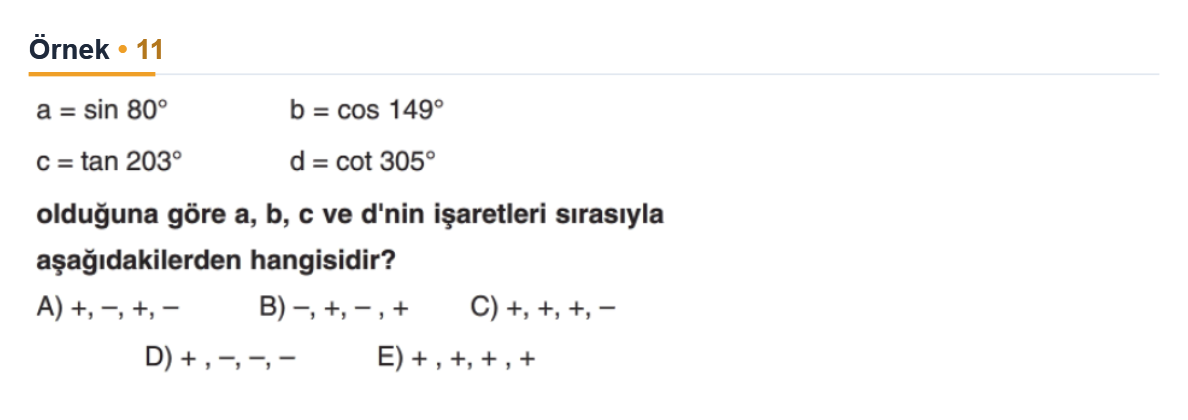 Örnek • 11
a = sin 80° b = cos 149°
c = tan 203° d = cot 305°
olduğuna göre a, b, c ve d'nin işaretleri sırasıyla
aşağıdakilerden hangisidir?
A) +, −, +, − B) −, +, − , + C) +, +, +, −
D) + , −, −, − E) + , +, + , +